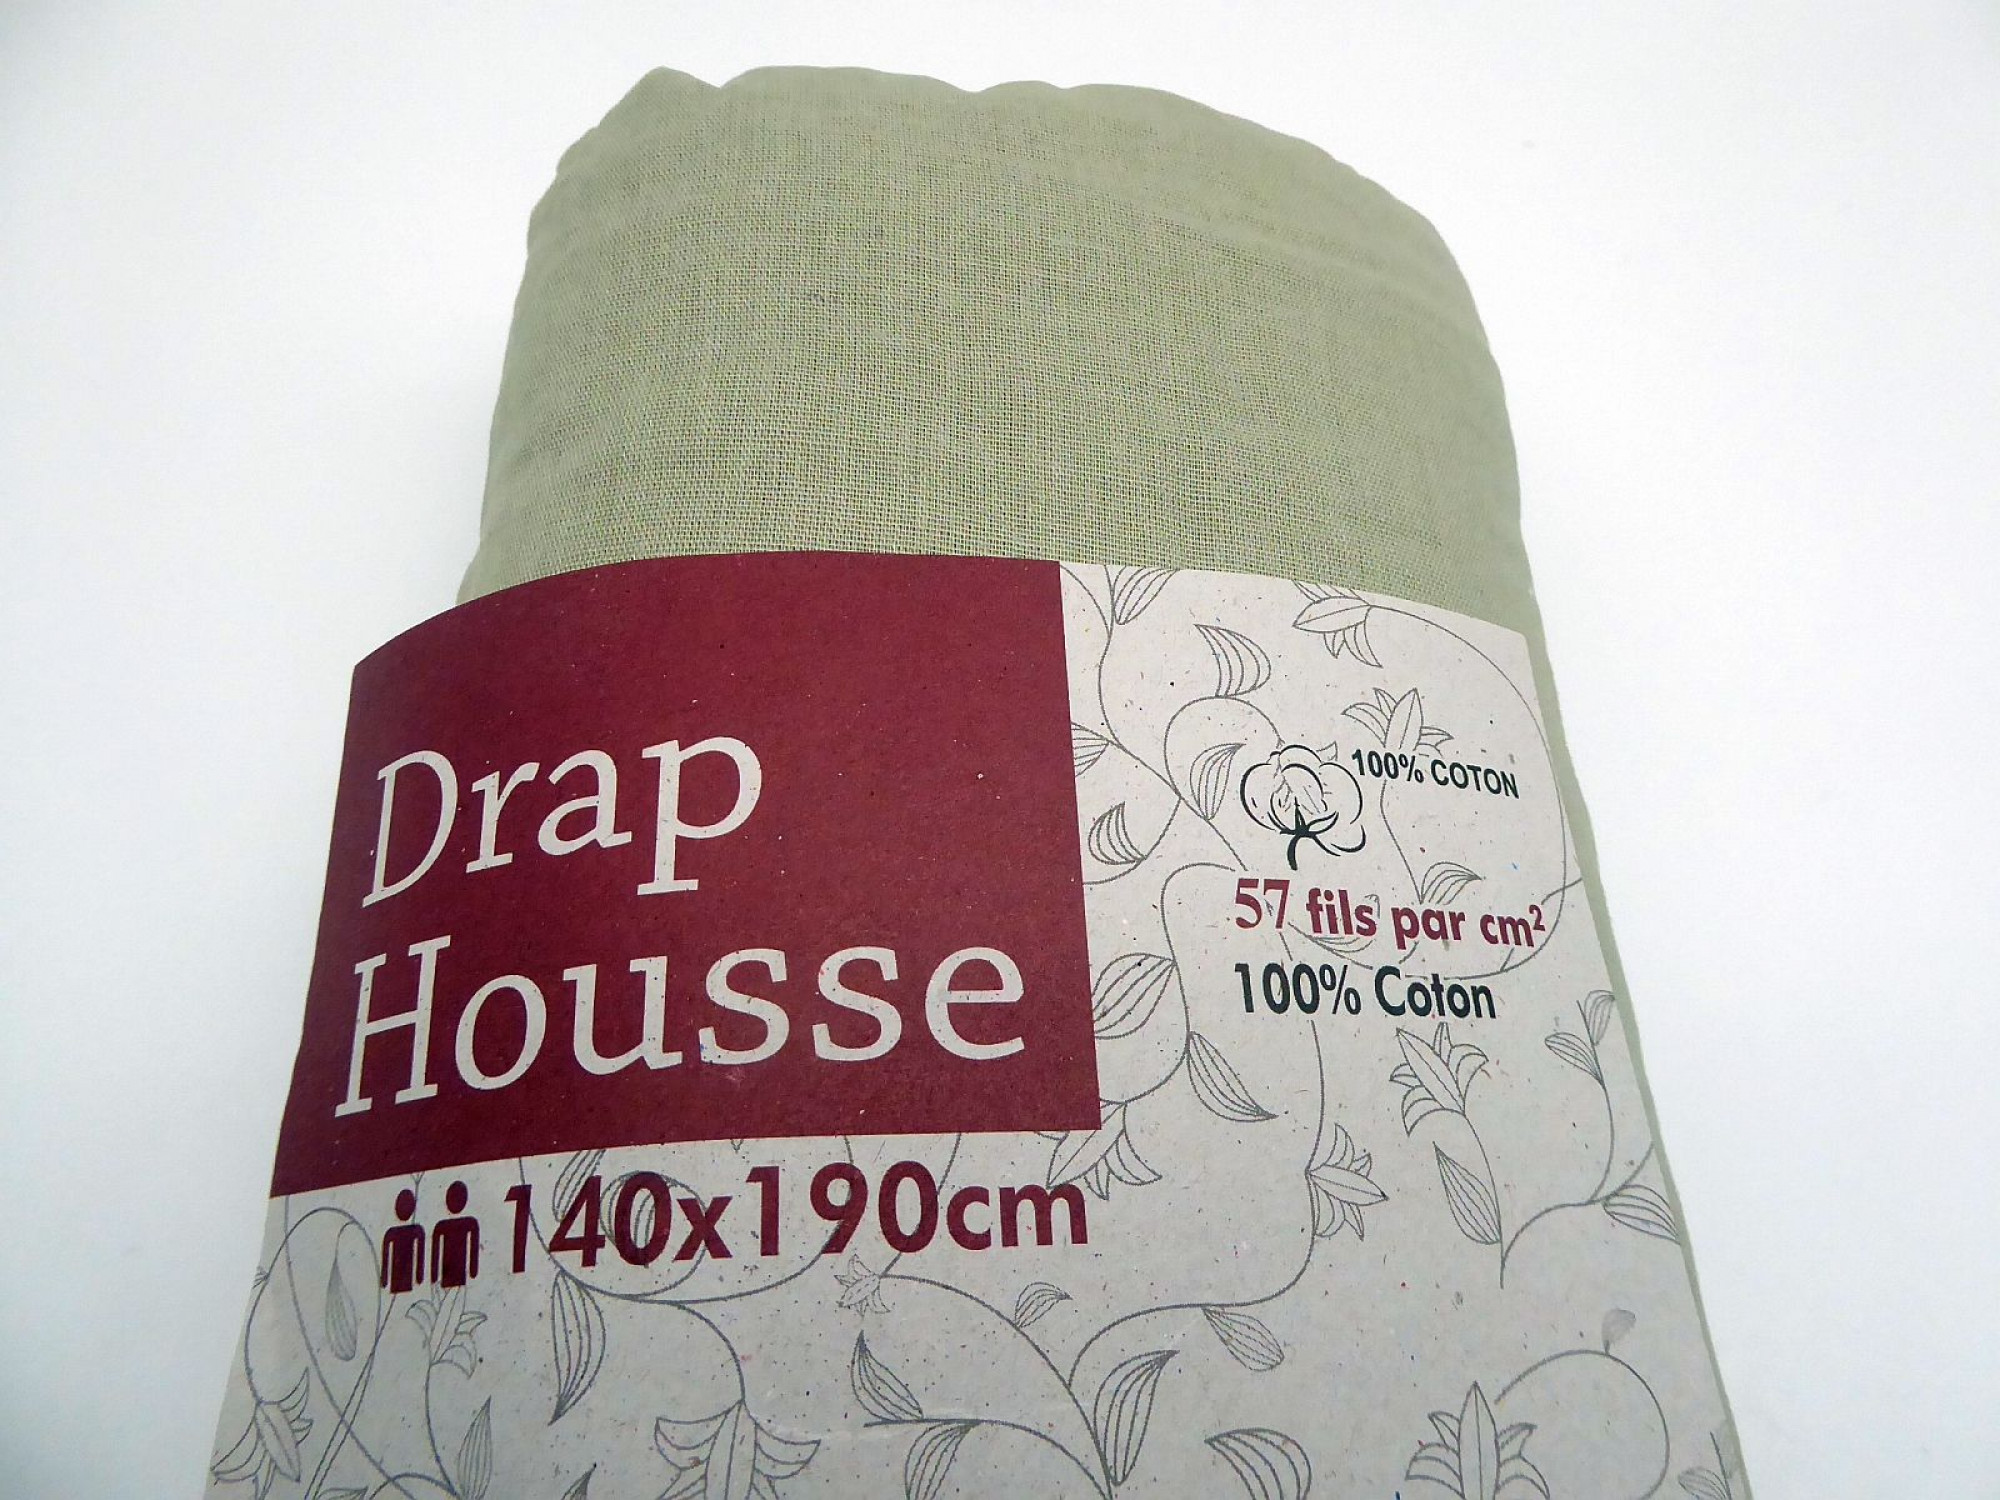 Drap
Housse
140x190cm
100% COTON
57 fils par cm²
100% Coton